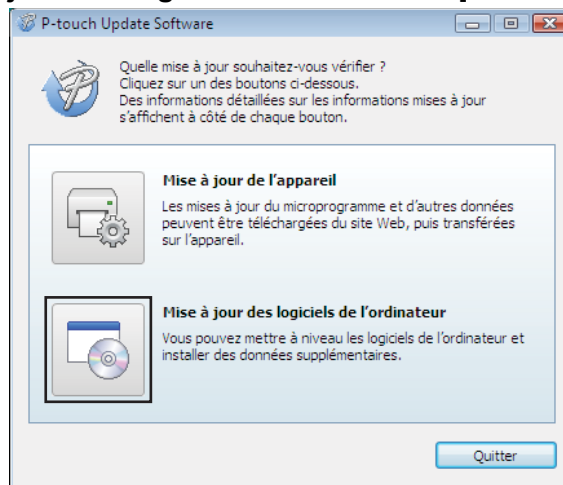 P-touch Update Software
Quelle mise à jour souhaitez-vous vérifier ?
Cliquez sur un des boutons ci-dessous.
Des informations détaillées sur les informations mises à jour
s'affichent à côté de chaque bouton.
Mise à jour de l'appareil
Les mises à jour du microprogramme et d'autres données
peuvent être téléchargées du site Web, puis transférées
sur l'appareil.
Mise à jour des logiciels de l'ordinateur
Vous pouvez mettre à niveau les logiciels de l'ordinateur et
installer des données supplémentaires.
Quitter